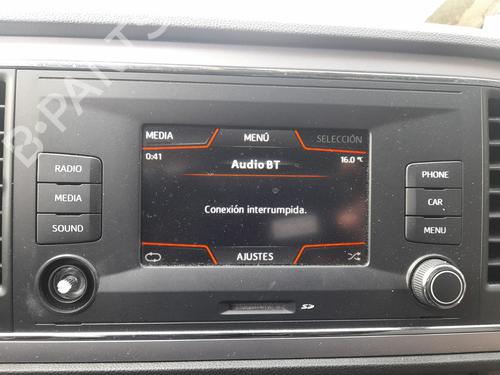 B-PARTS
MEDIA MENÚ SELECCIÓN
0:41 Audio BT 16.0 °C
RADIO
MEDIA
SOUND
Conexión interrumpida.
PHONE
CAR
MENU
AJUSTES
SD